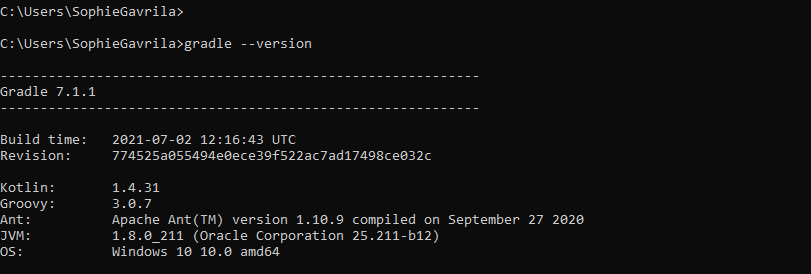 C:\Users\SophieGavrila>
C:\Users\SophieGavrila>gradle --version
------------------------------------------------------------
Gradle 7.1.1
------------------------------------------------------------
Build time:   2021-07-02 12:16:43 UTC
Revision:     774525a055494e0ece39f522ac7ad17498ce032c
Kotlin:       1.4.31
Groovy:       3.0.7
Ant:          Apache Ant(TM) version 1.10.9 compiled on September 27 2020
JVM:          1.8.0_211 (Oracle Corporation 25.211-b12)
OS:           Windows 10 10.0 amd64